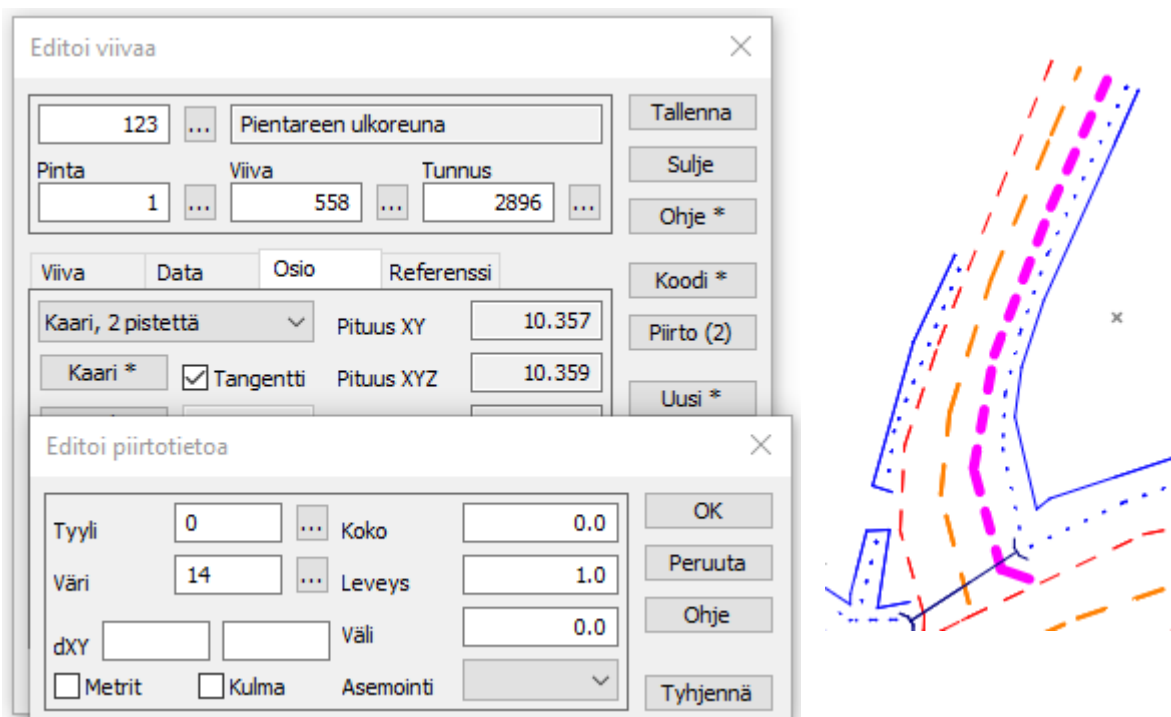 Editoi viivaa
123 ... Pientareen ulkoreuna Tallenna
Pinta Viiva Tunnus Sulje
1 ... 558 ... 2896 ...
Ohje *
Viiva Data Osio Referenssi Koodi *
Kaari, 2 pistettä Pituus XY 10.357 Piirto (2)
Kaari * Tangentti Pituus XYZ 10.359
Uusi *
Editoi piirtotietoa
Tyyli 0 ... Koko 0.0 OK
Väri 14 ... Leveys 1.0 Peruuta
dXY Väli 0.0 Ohje
Metrit Kulma Asemointi Tyhjennä